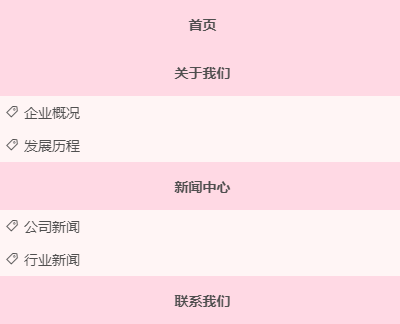 首页
关于我们
企业概况
发展历程
新闻中心
公司新闻
行业新闻
联系我们